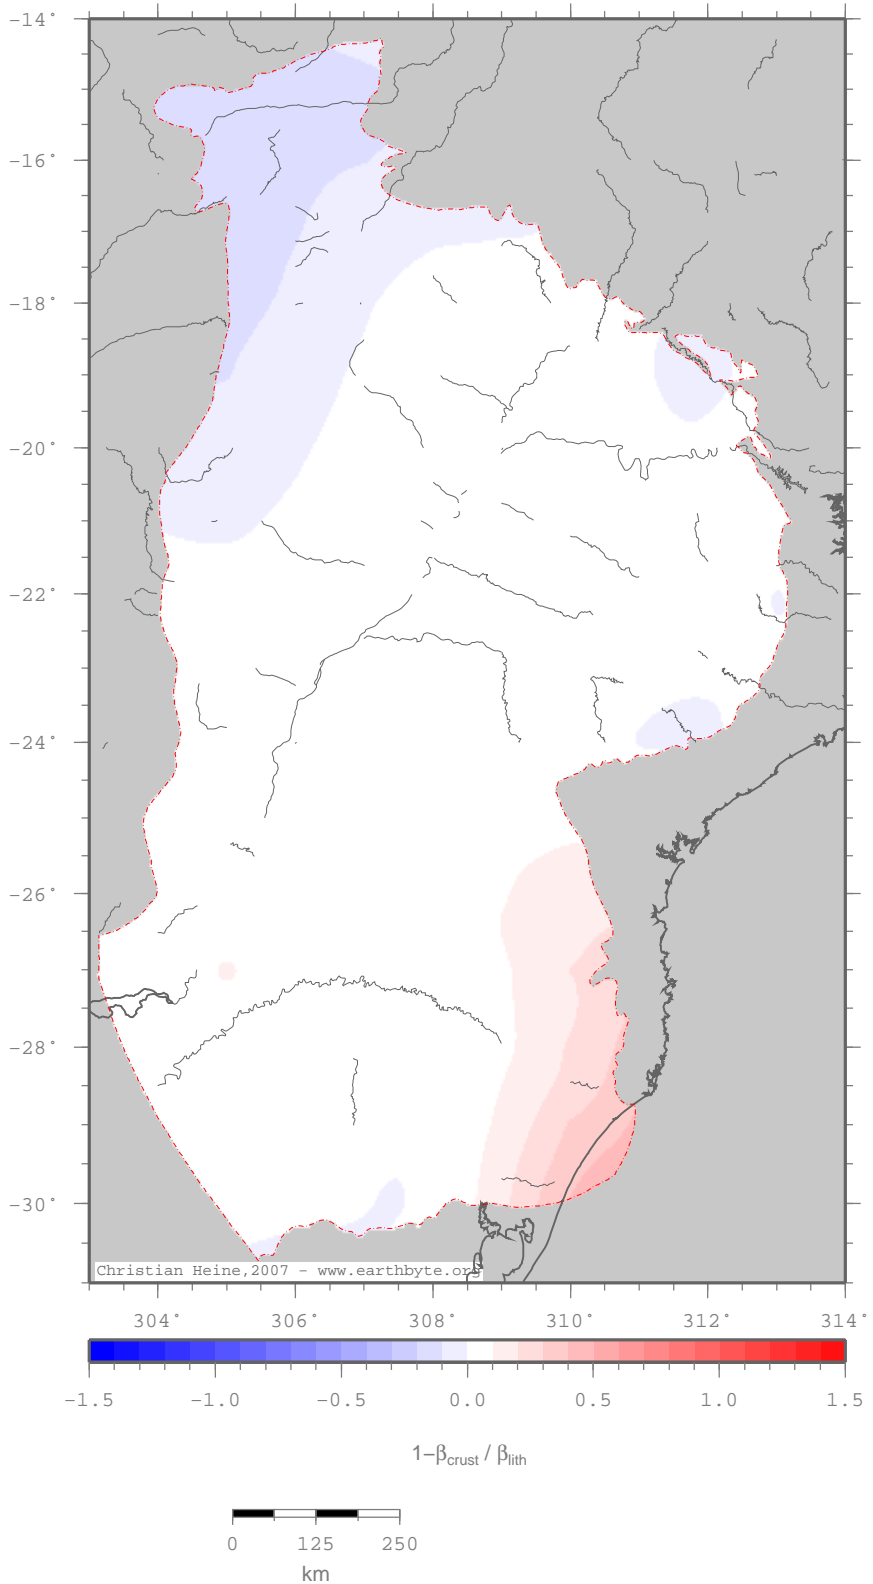 −14°
−16°
−18°
−20°
−22°
−24°
−26°
−28°
−30°
Christian Heine,2007 − www.earthbyte.org
304° 306° 308° 310° 312° 314°
−1.5 −1.0 −0.5 0.0 0.5 1.0 1.5
1−βcrust / βlith
0 125 250
km